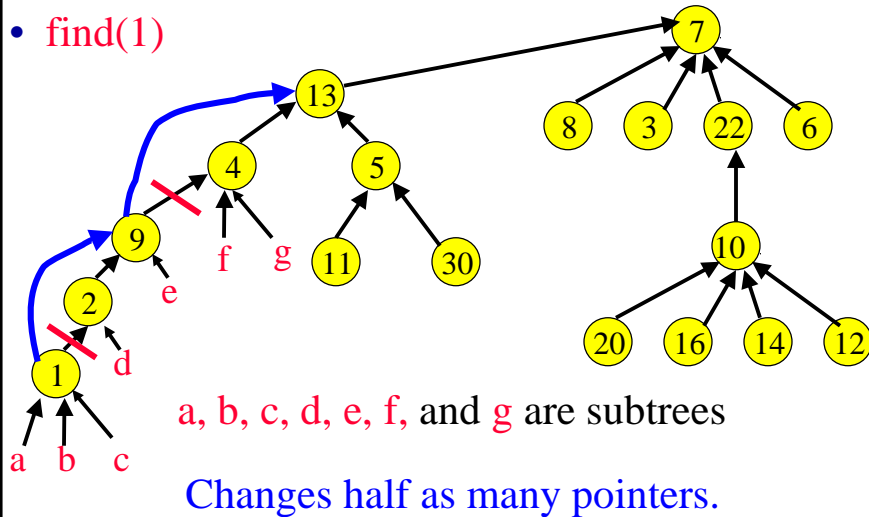 • find(1)
7
13
8 3 22 6
4 5
9
f g 11 30
10
e
2
d
20 16 14 12
1
a, b, c, d, e, f, and g are subtrees
a b c
Changes half as many pointers.